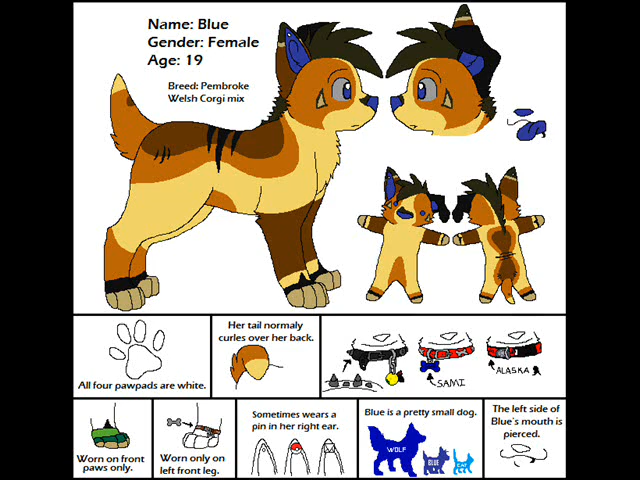 Name: Blue
Gender: Female
Age: 19
Breed: Pembroke
Welsh Corgi mix
All four pawpads are white.
Her tail normaly
curles over her back.
SAMI
ALASKA
Worn on front
paws only.
Worn only on
left front leg.
Sometimes wears a
pin in her right ear.
Blue is a pretty small dog.
WOLF
BLUE
CAT
The left side of
Blue's mouth is
pierced.